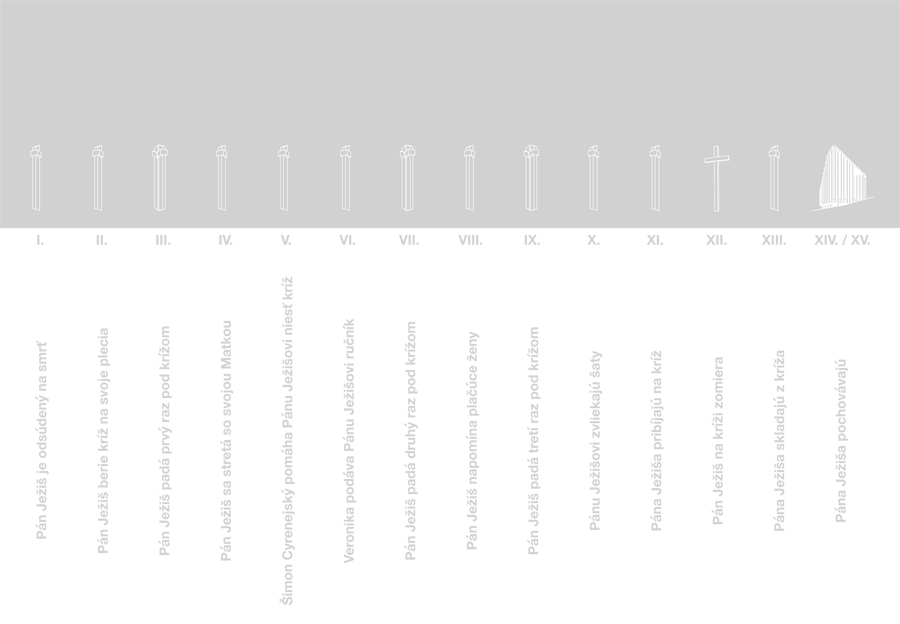 I.
II.
III.
IV.
V.
VI.
VII.
VIII.
IX.
X.
XI.
XII.
XIII.
XIV. / XV.
Pán Ježiš je odsúdený na smrť
Pán Ježiš berie kríž na svoje plecia
Pán Ježiš padá prvý raz pod krížom
Pán Ježiš sa stretá so svojou Matkou
Šimon Cyrenejský pomáha Pánu Ježišovi niesť kríž
Veronika podáva Pánu Ježišovi ručník
Pán Ježiš padá druhý raz pod krížom
Pán Ježiš napomína plačúce ženy
Pán Ježiš padá tretí raz pod krížom
Pánu Ježišovi zvliekajú šaty
Pána Ježiša pribíjajú na kríž
Pán Ježiš na kríži zomiera
Pána Ježiša skladajú z kríža
Pána Ježiša pochovávajú